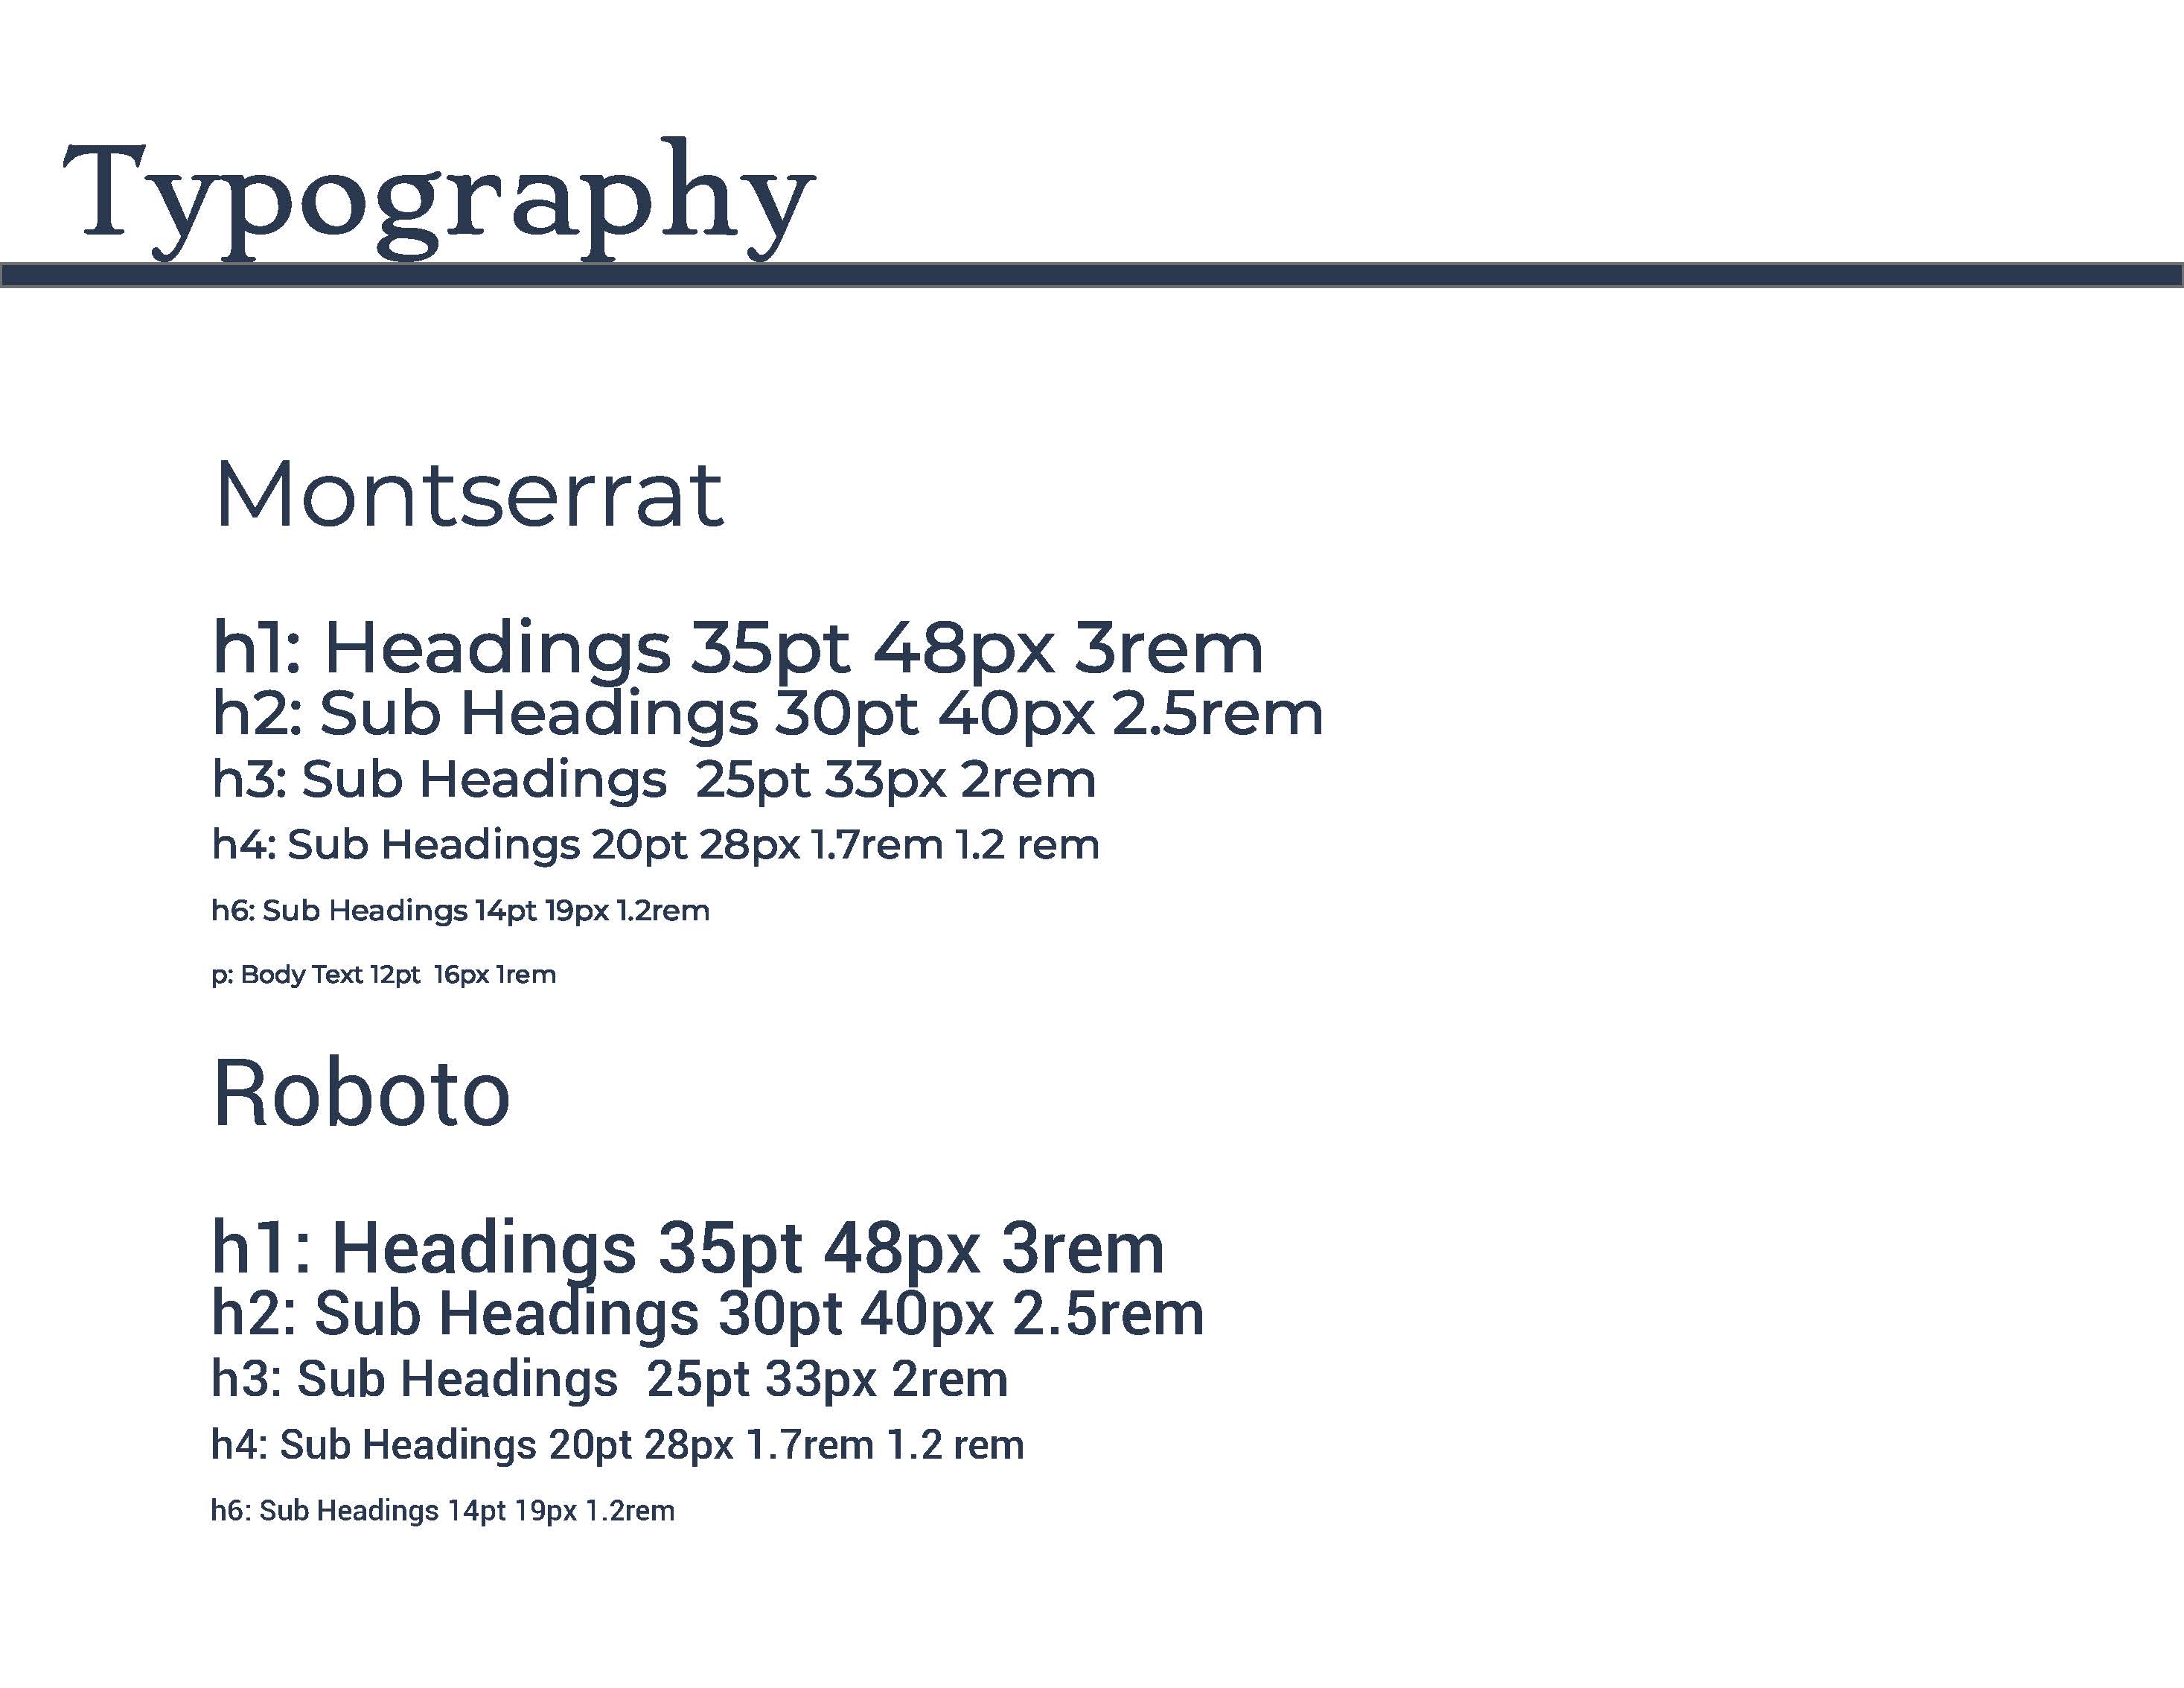 Typography
Montserrat
h1: Headings 35pt 48px 3rem
h2: Sub Headings 30pt 40px 2.5rem
h3: Sub Headings  25pt 33px 2rem
h4: Sub Headings 20pt 28px 1.7rem 1.2 rem
h6: Sub Headings 14pt 19px 1.2rem
p: Body Text 12pt  16px 1rem
Roboto
h1: Headings 35pt 48px 3rem
h2: Sub Headings 30pt 40px 2.5rem
h3: Sub Headings  25pt 33px 2rem
h4: Sub Headings 20pt 28px 1.7rem 1.2 rem
h6: Sub Headings 14pt 19px 1.2rem